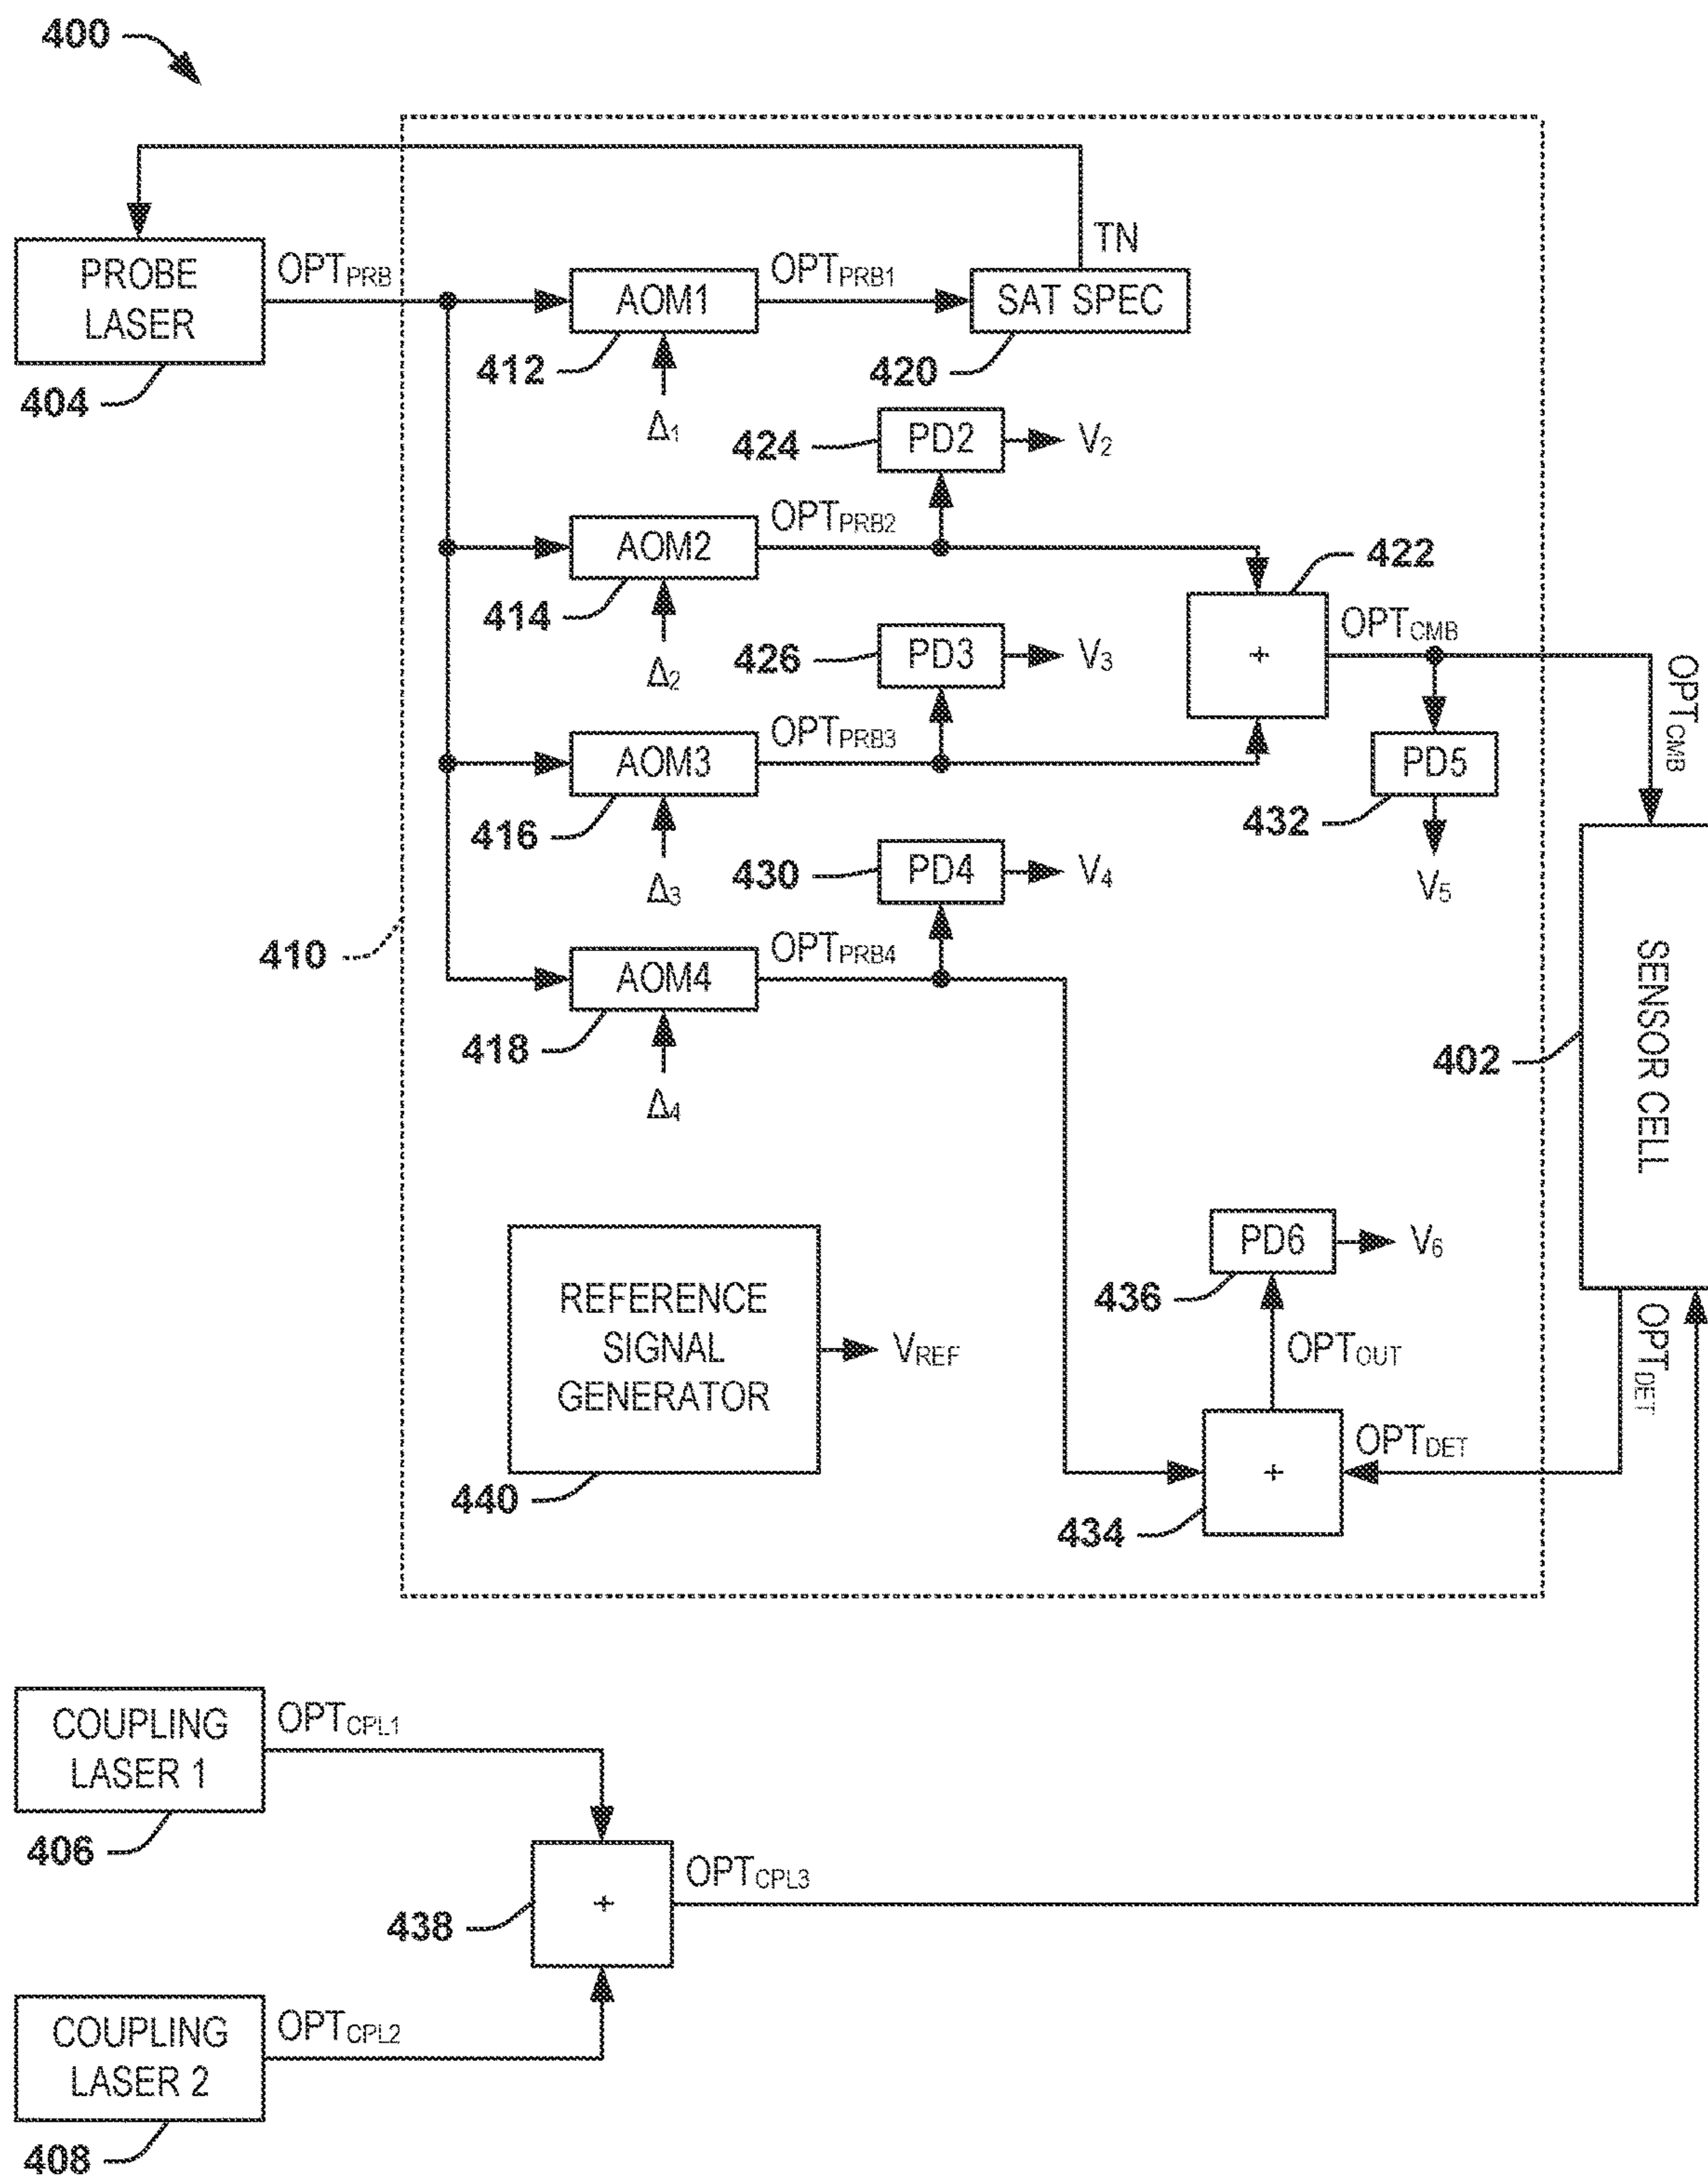 400
TN
PROBE
LASER
404
OPTPRB
AOM1
412
Δ1
OPTPRB1
SAT SPEC
420
424
PD2
V2
AOM2
414
Δ2
OPTPRB2
422
+
OPTCMB
OPTCMB
426
PD3
V3
AOM3
416
Δ3
OPTPRB3
PD5
432
V5
430
PD4
V4
AOM4
418
Δ4
OPTPRB4
410
402
SENSOR CELL
REFERENCE
SIGNAL
GENERATOR
440
VREF
PD6
436
V6
OPTOUT
OPTDET
OPTDET
+
434
COUPLING
LASER 1
406
OPTCPL1
+
438
OPTCPL3
COUPLING
LASER 2
408
OPTCPL2